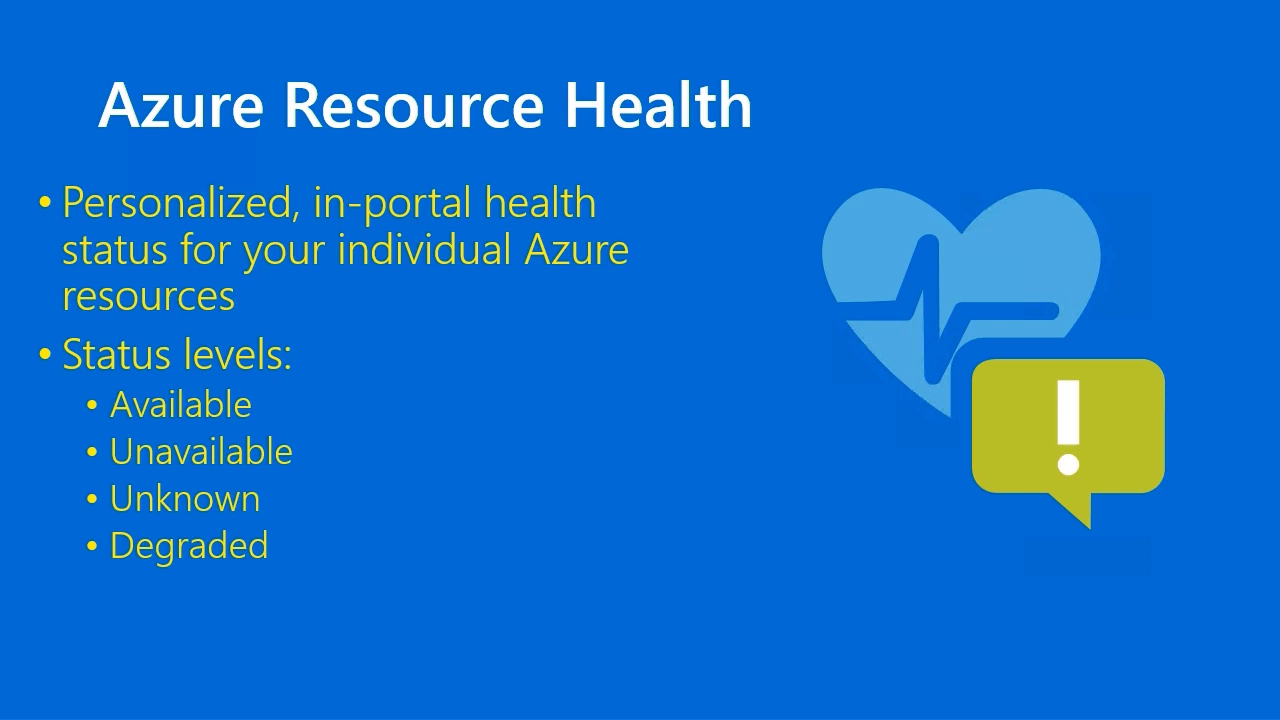 Azure Resource Health
• Personalized, in-portal health
status for your individual Azure
resources
• Status levels:
• Available
• Unavailable
• Unknown
• Degraded
!